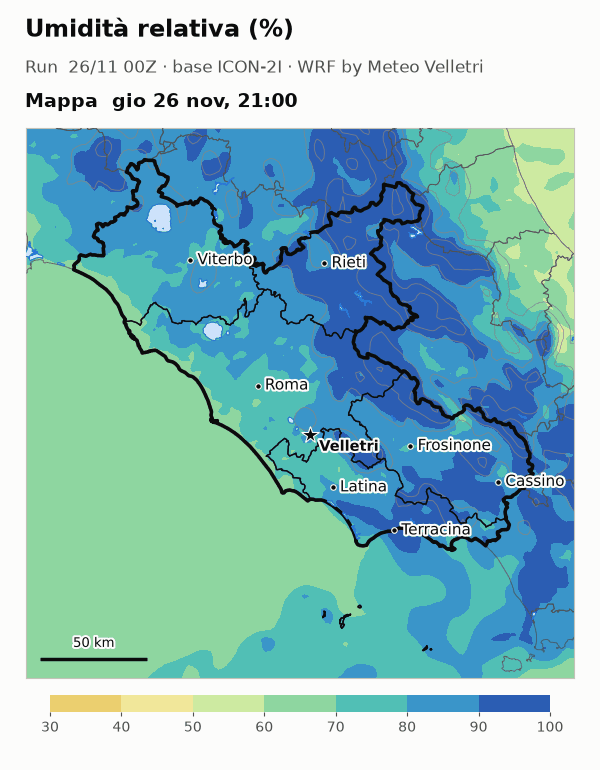 Umidità relativa (%)
Run 26/11 00Z · base ICON-2I · WRF by Meteo Velletri
Mappa gio 26 nov, 21:00
Viterbo
Rieti
Roma
Velletri
Frosinone
Latina
Cassino
Terracina
50 km
30 40 50 60 70 80 90 100